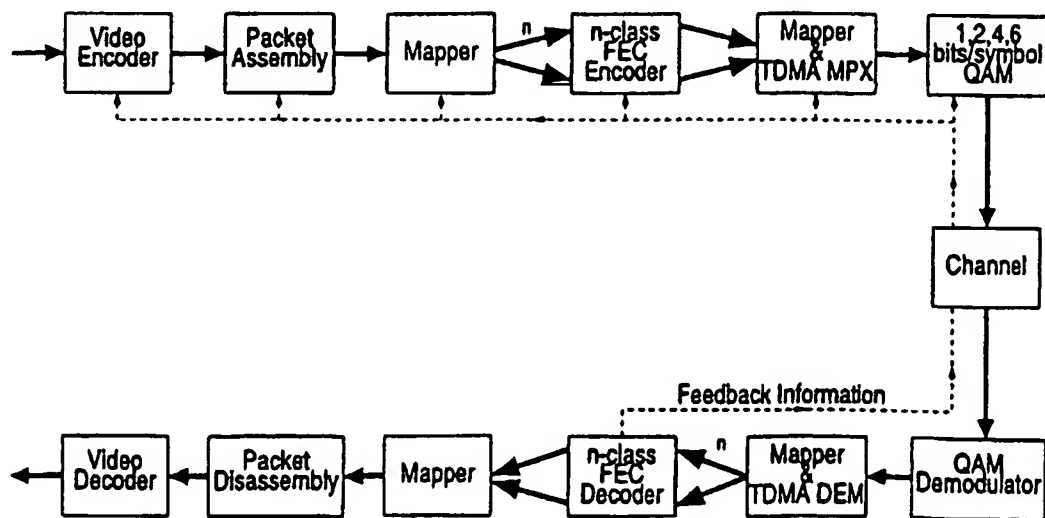 Video
Encoder
Packet
Assembly
Mapper
n
n-class
FEC
Encoder
Mapper
&
TDMA MPX
1,2,4,6
bits/symbol
QAM
Channel
Feedback Information
Video
Decoder
Packet
Disassembly
Mapper
n-class
FEC
Decoder
n
Mapper
&
TDMA DEM
QAM
Demodulator